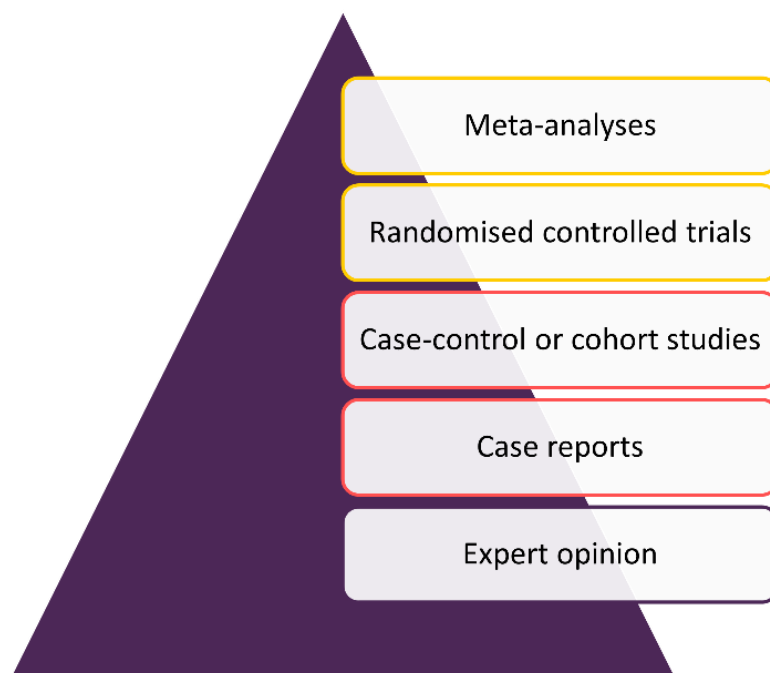 Meta-analyses
Randomised controlled trials
Case-control or cohort studies
Case reports
Expert opinion